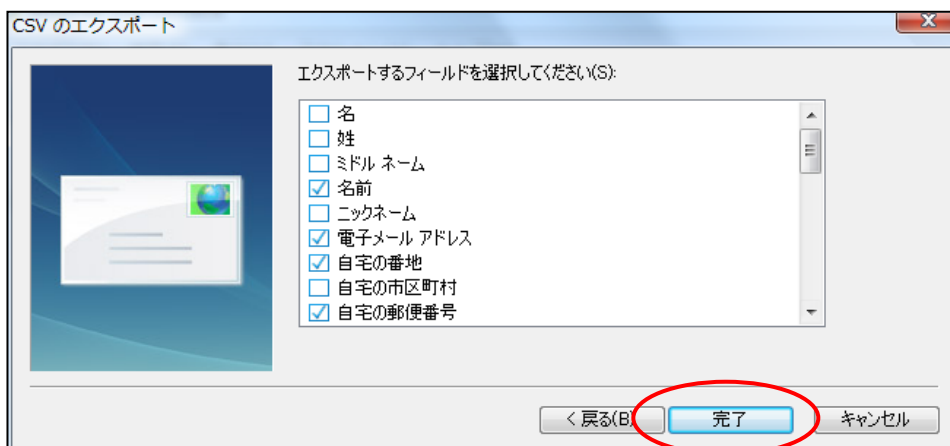 CSV のエクスポート
エクスポートするフィールドを選択してください(S):
名
姓
ミドル ネーム
名前
ニックネーム
電子メール アドレス
自宅の番地
自宅の市区町村
自宅の郵便番号
< 戻る(B) 完了 キャンセル